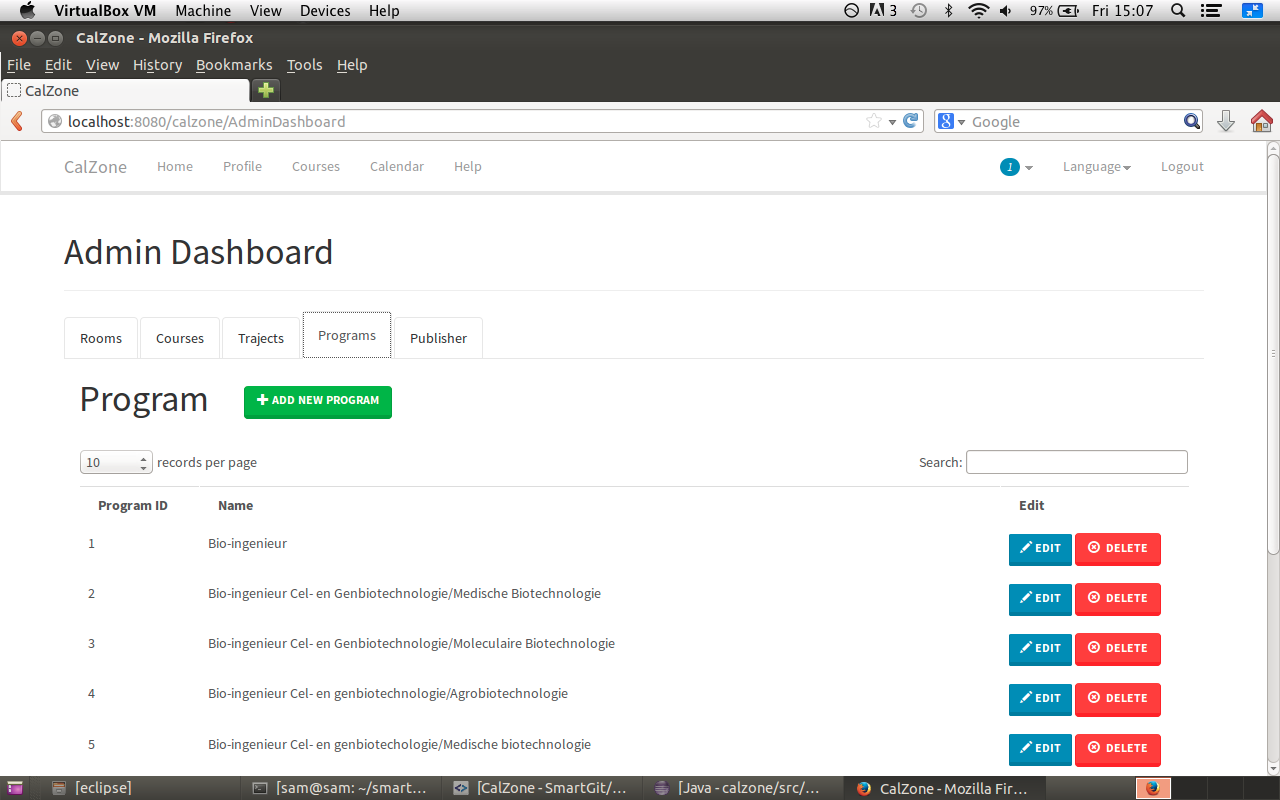 VirtualBox VM Machine View Devices Help 3 97% Fri 15:07
CalZone - Mozilla Firefox
File Edit View History Bookmarks Tools Help
CalZone
localhost:8080/calzone/AdminDashboard 8 Google
CalZone Home Profile Courses Calendar Help 1 Language Logout
Admin Dashboard
Rooms Courses Trajects Programs Publisher
Program ADD NEW PROGRAM
10 records per page Search:
Program ID Name Edit
1 Bio-ingenieur EDIT DELETE
2 Bio-ingenieur Cel- en Genbiotechnologie/Medische Biotechnologie EDIT DELETE
3 Bio-ingenieur Cel- en Genbiotechnologie/Moleculaire Biotechnologie EDIT DELETE
4 Bio-ingenieur Cel- en genbiotechnologie/Agrobiotechnologie EDIT DELETE
5 Bio-ingenieur Cel- en genbiotechologie/Medische biotechnologie EDIT DELETE
[eclipse] [sam@sam: ~/smart... [CalZone - SmartGit/... [Java - calzone/src/... CalZone - Mozilla Fir...